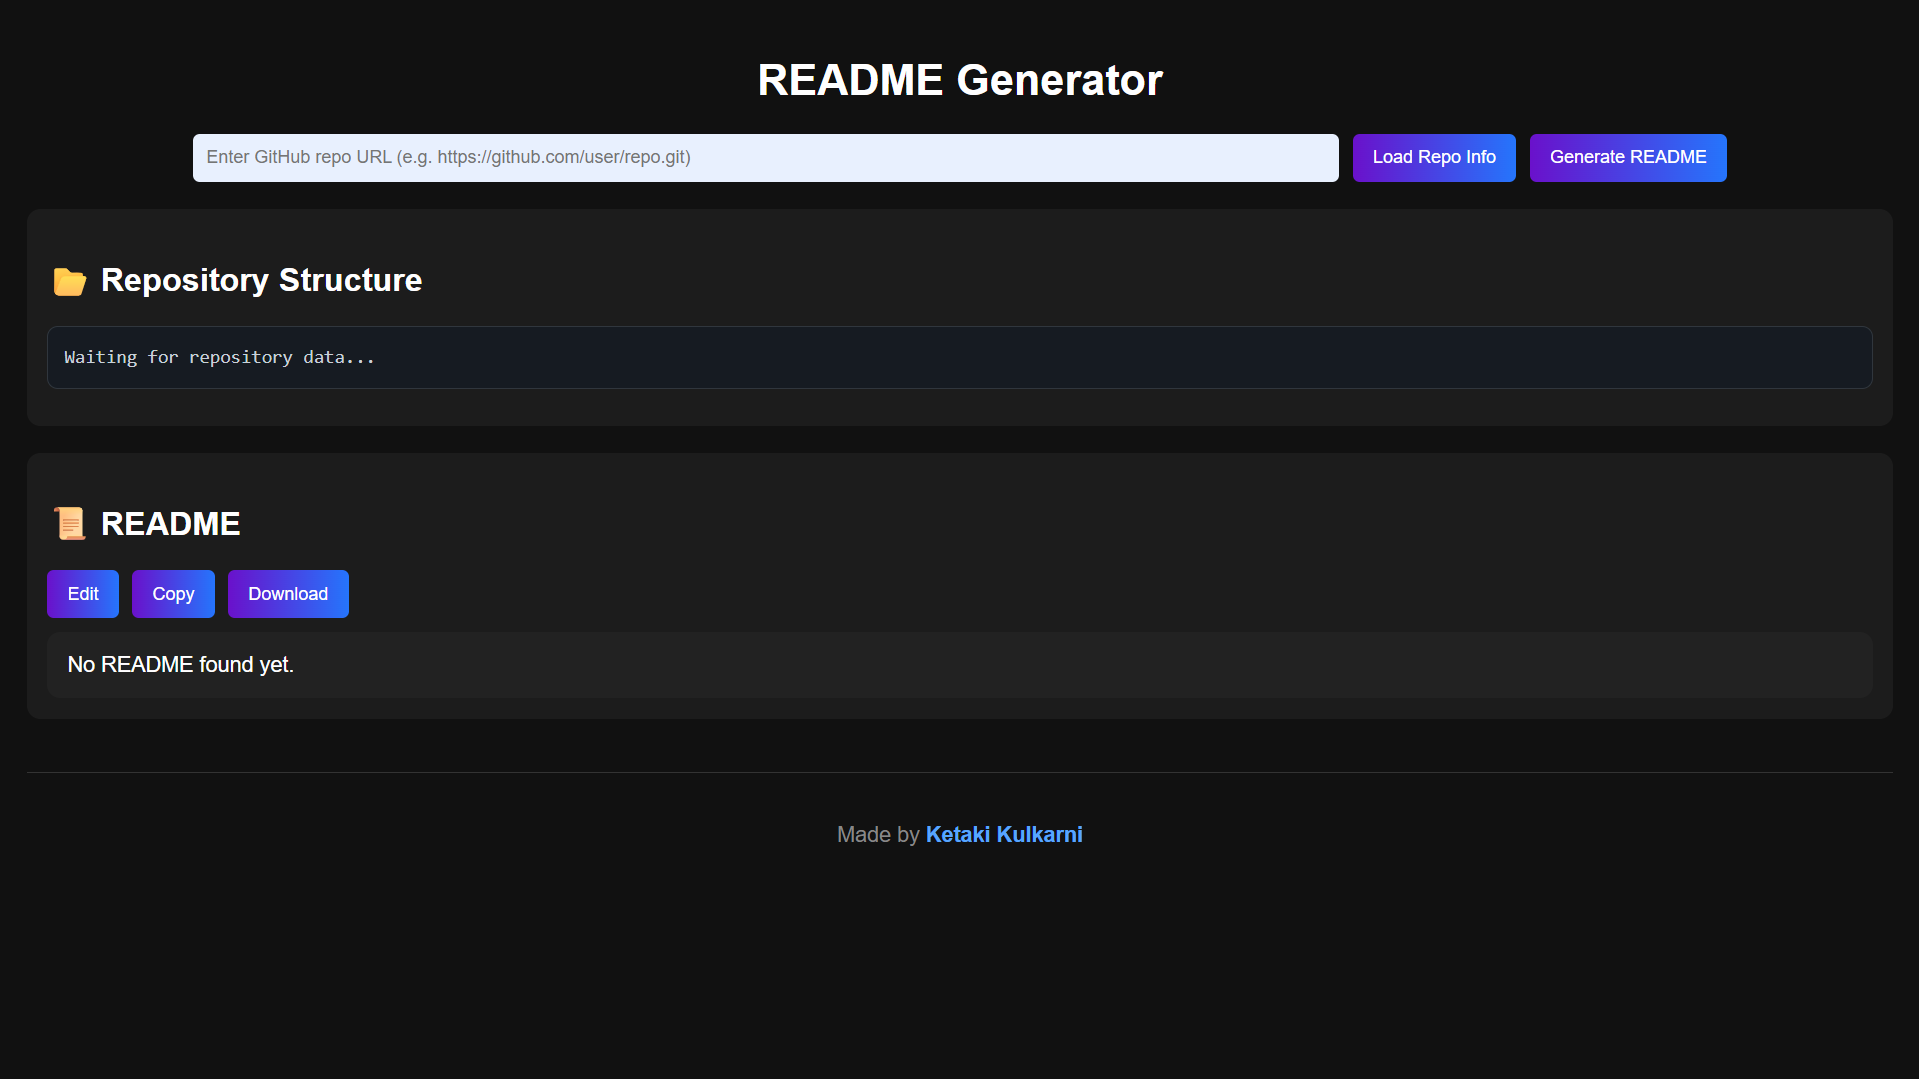 README Generator
Enter GitHub repo URL (e.g. https://github.com/user/repo.git)
Load Repo Info
Generate README
Repository Structure
Waiting for repository data...
README
Edit
Copy
Download
No README found yet.
Made by Ketaki Kulkarni